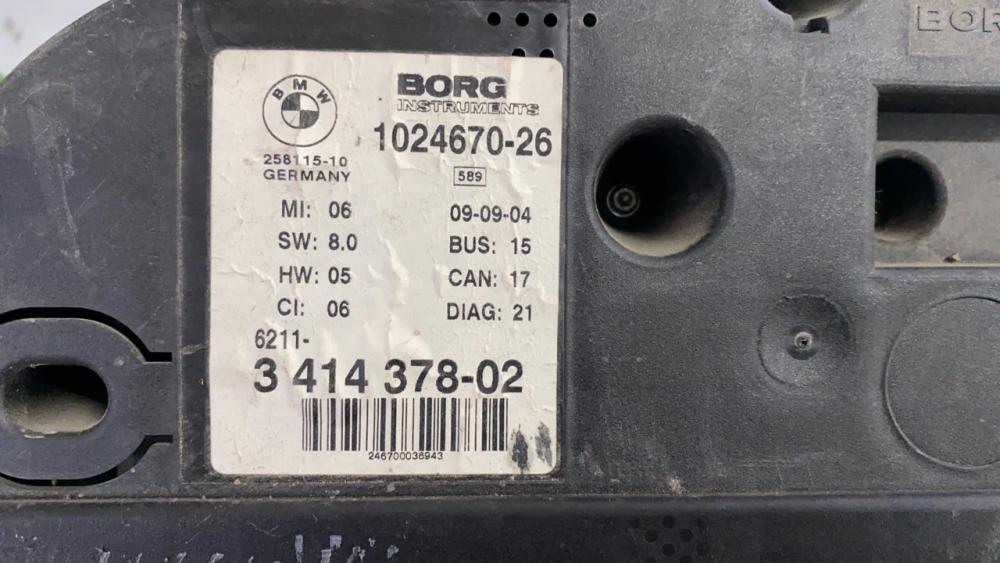 BMW
BORG
INSTRUMENTS
1024670-26
258115-10
GERMANY
589
MI: 06
09-09-04
SW: 8.0
BUS: 15
HW: 05
CAN: 17
CI: 06
DIAG: 21
6211-
3 414 378-02
246700036943
BOR